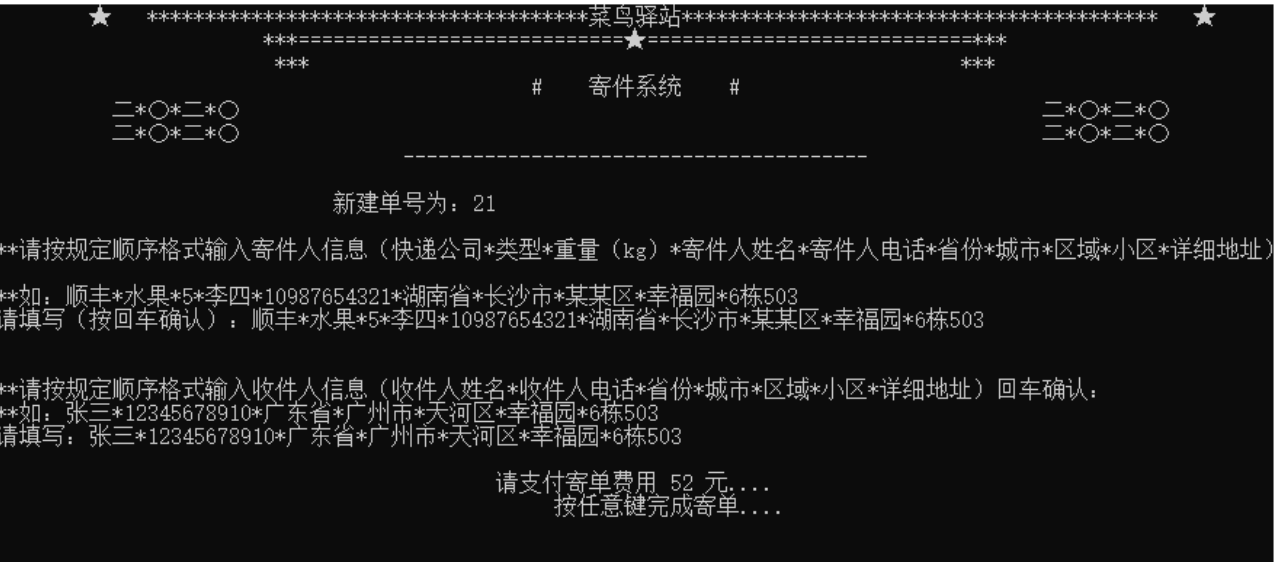 ★ **************************************菜鸟驿站***************************************** ★
***============================★============================***
*** ***
# 寄件系统 #
二*○*二*○ 二*○*二*○
二*○*二*○ 二*○*二*○
----------------------------------------
新建单号为：21
**请按规定顺序格式输入寄件人信息（快递公司*类型*重量（kg）*寄件人姓名*寄件人电话*省份*城市*区域*小区*详细地址）
**如：顺丰*水果*5*李四*10987654321*湖南省*长沙市*某某区*幸福园*6栋503
请填写（按回车确认）：顺丰*水果*5*李四*10987654321*湖南省*长沙市*某某区*幸福园*6栋503
**请按规定顺序格式输入收件人信息（收件人姓名*收件人电话*省份*城市*区域*小区*详细地址）回车确认：
**如：张三*12345678910*广东省*广州市*天河区*幸福园*6栋503
请填写：张三*12345678910*广东省*广州市*天河区*幸福园*6栋503
请支付寄单费用 52 元....
按任意键完成寄单....